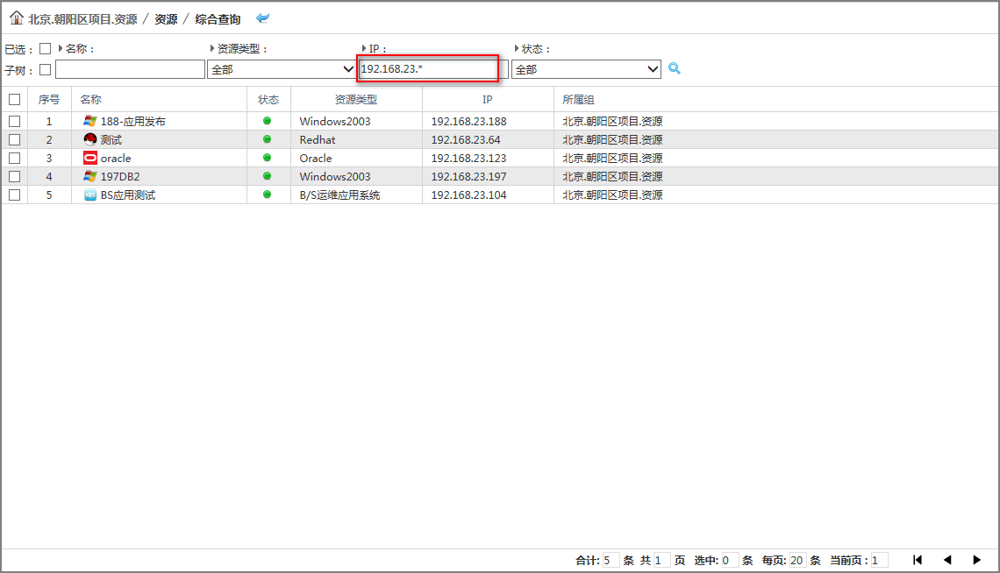 北京.朝阳区项目.资源 / 资源 / 综合查询
已选： 名称： 资源类型： IP： 状态：
子树： 全部 192.168.23.* 全部
序号 名称 状态 资源类型 IP 所属组
1 188-应用发布 Windows2003 192.168.23.188 北京.朝阳区项目.资源
2 测试 Redhat 192.168.23.64 北京.朝阳区项目.资源
3 oracle Oracle 192.168.23.123 北京.朝阳区项目.资源
4 197DB2 Windows2003 192.168.23.197 北京.朝阳区项目.资源
5 BS应用测试 B/S运维应用系统 192.168.23.104 北京.朝阳区项目.资源
合计: 5 条 共 1 页 选中: 0 条 每页: 20 条 当前页：1